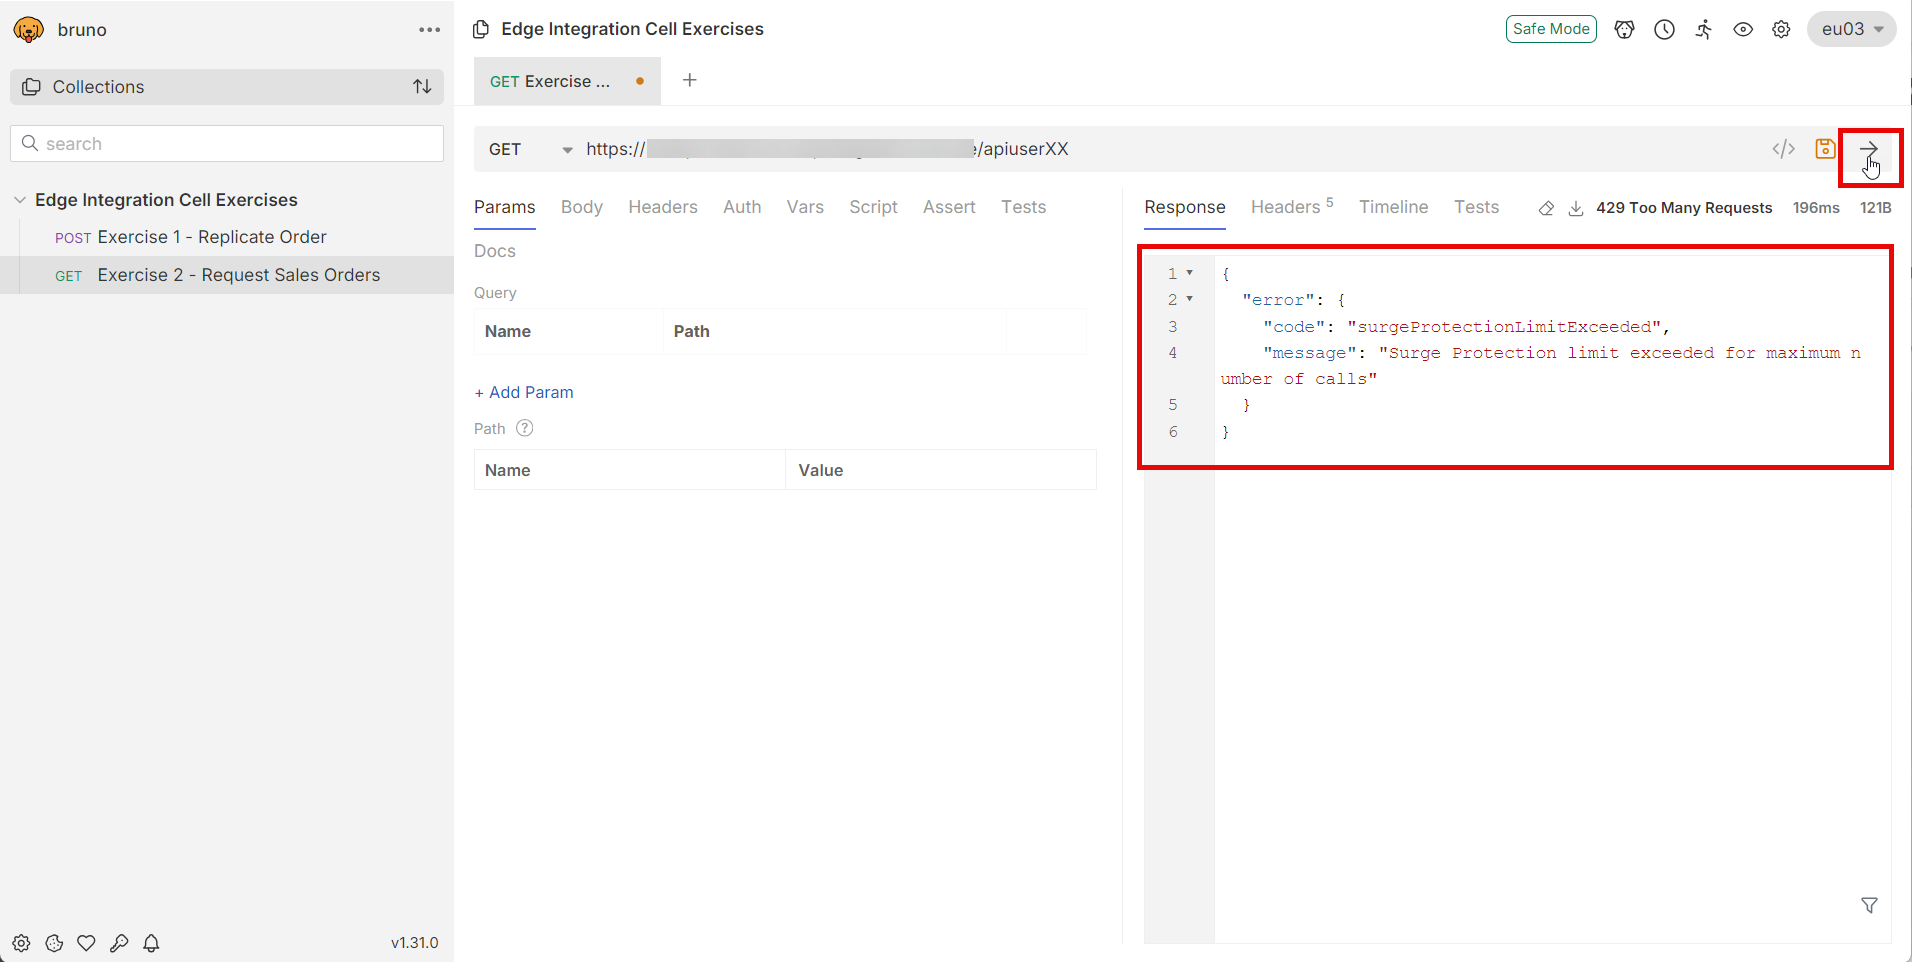 bruno
Collections
search
Edge Integration Cell Exercises
POST Exercise 1 - Replicate Order
GET Exercise 2 - Request Sales Orders
v1.31.0
Edge Integration Cell Exercises
Safe Mode
eu03
GET Exercise ...
GET https:// e/apiuserXX
</>
Params Body Headers Auth Vars Script Assert Tests
Docs
Query
Name Path
+ Add Param
Path ?
Name Value
Response Headers 5 Timeline Tests 429 Too Many Requests 196ms 121B
1 {
2 "error": {
3 "code": "surgeProtectionLimitExceeded",
4 "message": "Surge Protection limit exceeded for maximum n
umber of calls"
5 }
6 }